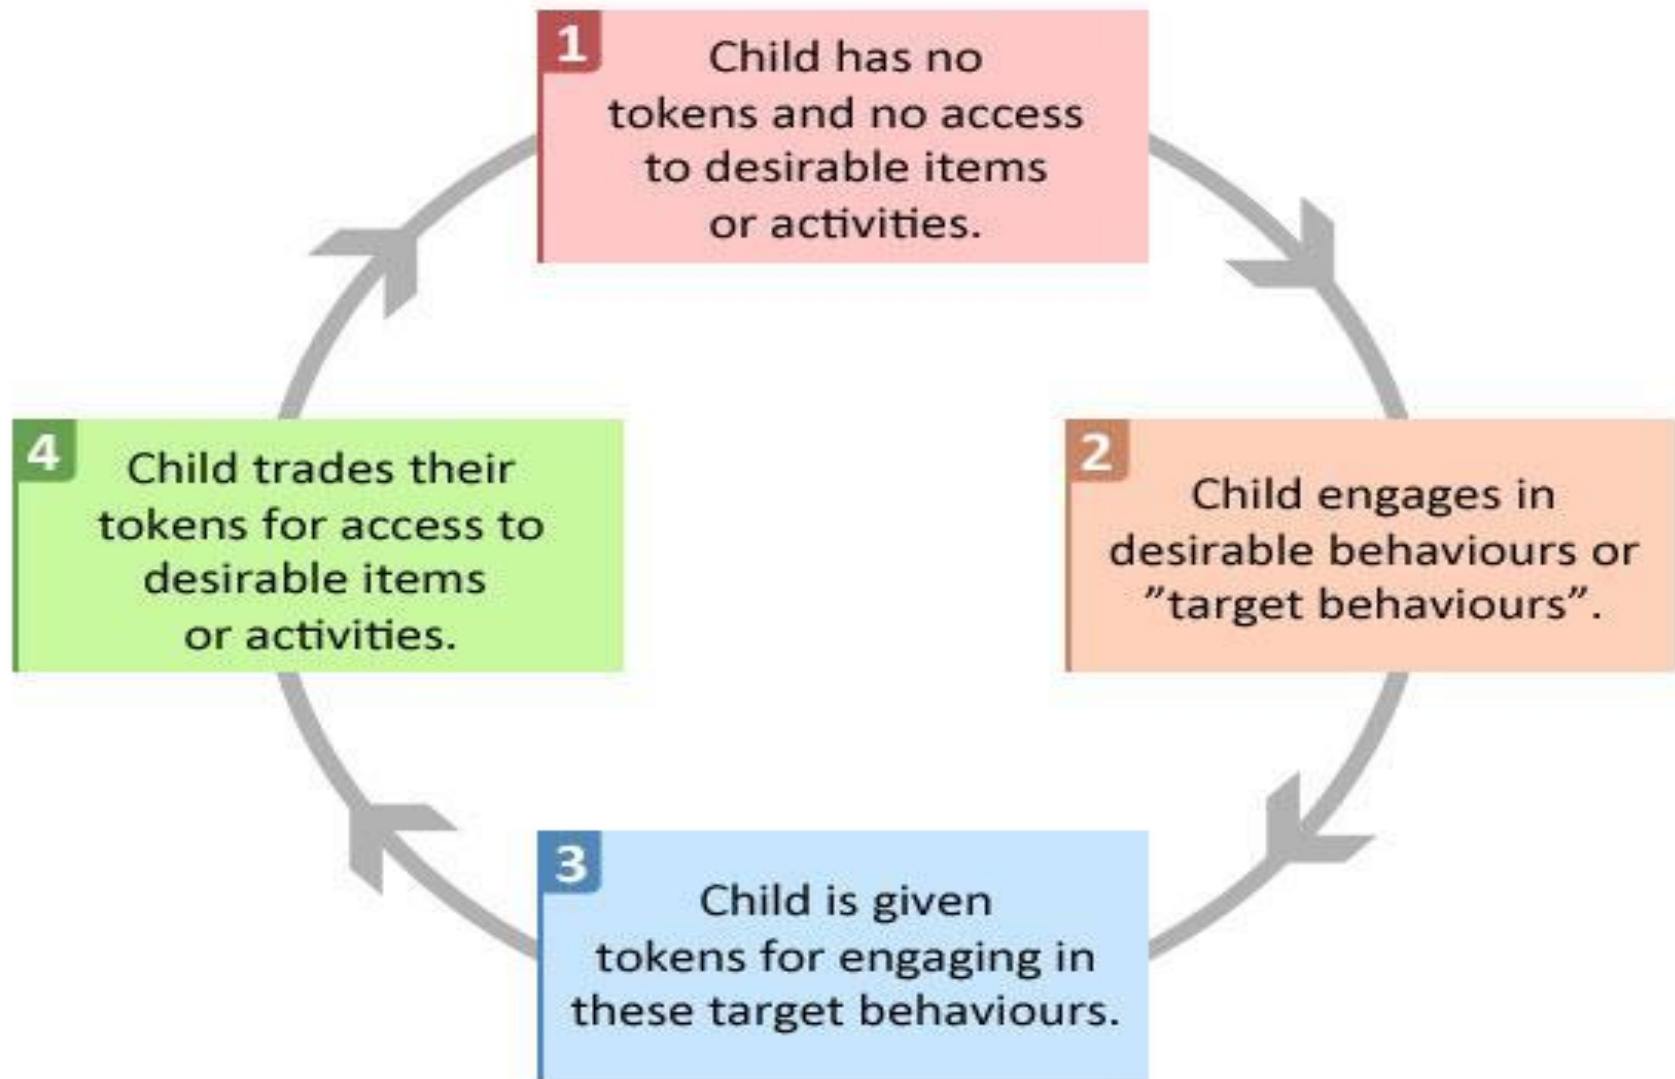 1
Child has no
tokens and no access
to desirable items
or activities.
2
Child engages in
desirable behaviours or
”target behaviours”.
3
Child is given
tokens for engaging in
these target behaviours.
4
Child trades their
tokens for access to
desirable items
or activities.